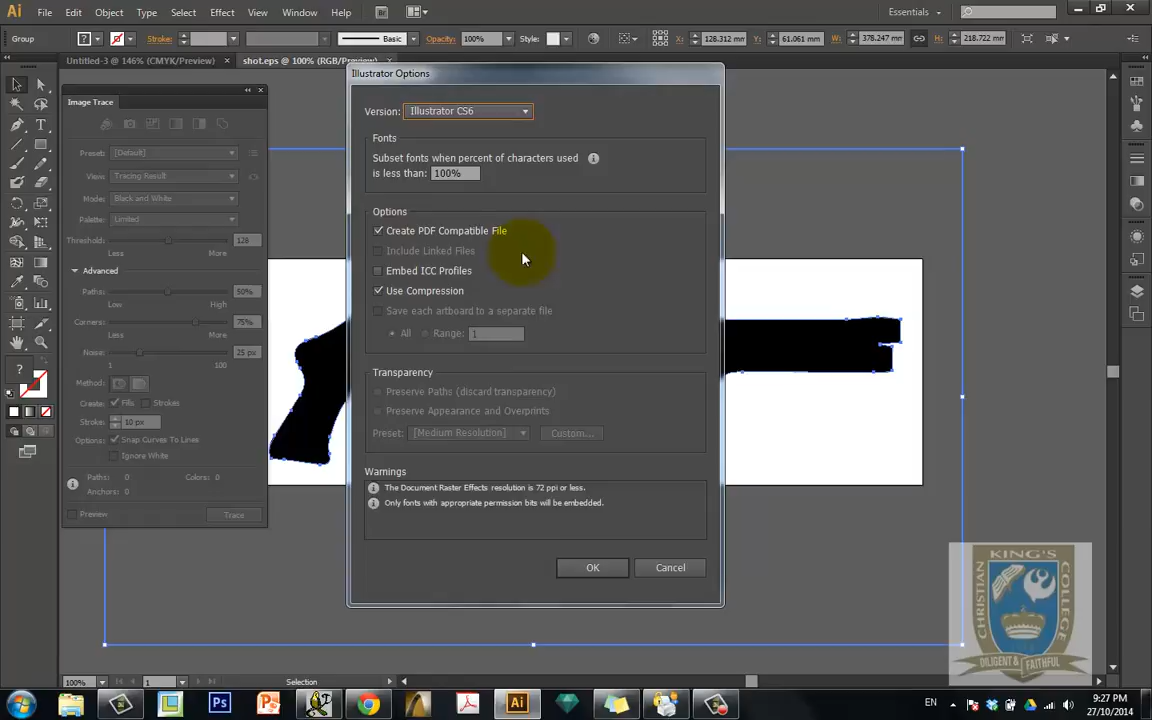 Ai File Edit Object Type Select Effect View Window Help Br Essentials
Group Stroke: Basic Opacity: 100% Style: X: 128.312 mm Y: 61.061 mm W: 378.247 mm H: 218.722 mm
Untitled-3 @ 146% (CMYK/Preview) × shot.eps @ 100% (RGB/Preview) ×
Image Trace
Preset: [Default]
View: Tracing Result
Mode: Black and White
Palette: Limited
Threshold: 128
Less More
Advanced
Paths: 50%
Low High
Corners: 75%
Less More
Noise: 25 px
1 100
Method:
Create: Fills Strokes
Stroke: 10 px
Options: Snap Curves To Lines
Ignore White
Paths: 0 Colors: 0
Anchors: 0
Preview Trace
Illustrator Options
Version: Illustrator CS6
Fonts
Subset fonts when percent of characters used
is less than: 100%
Options
Create PDF Compatible File
Include Linked Files
Embed ICC Profiles
Use Compression
Save each artboard to a separate file
All Range: 1
Transparency
Preserve Paths (discard transparency)
Preserve Appearance and Overprints
Preset: [Medium Resolution] Custom...
Warnings
The Document Raster Effects resolution is 72 ppi or less.
Only fonts with appropriate permission bits will be embedded.
OK Cancel
KING'S
CHRISTIAN COLLEGE
DILIGENT & FAITHFUL
100% 1 Selection
Ps Ai EN 9:27 PM
27/10/2014